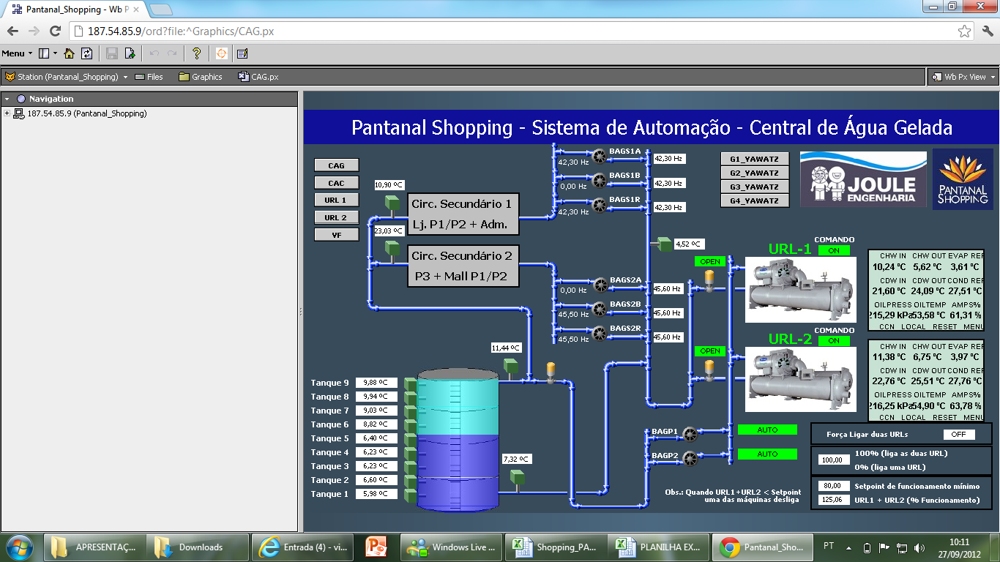 Pantanal_Shopping - Wb P
187.54.85.9/ord?file:^Graphics/CAG.px
Menu
Station (Pantanal_Shopping) Files Graphics CAG.px Wb Px View
Navigation
187.54.85.9 (Pantanal_Shopping)
Pantanal Shopping - Sistema de Automação - Central de Água Gelada
CAG
CAC
URL 1
URL 2
VF
10,90 ºC
Circ. Secundário 1
Lj. P1/P2 + Adm.
23,03 ºC
Circ. Secundário 2
P3 + Mall P1/P2
BAGS1A
42,30 Hz
42,30 Hz
BAGS1B
0,00 Hz
42,30 Hz
BAGS1R
42,30 Hz
42,30 Hz
4,52 ºC
BAGS2A
0,00 Hz
45,60 Hz
BAGS2B
45,50 Hz
45,60 Hz
BAGS2R
45,50 Hz
45,60 Hz
G1_YAWATZ
G2_YAWATZ
G3_YAWATZ
G4_YAWATZ
JOULE
ENGENHARIA
PANTANAL
SHOPPING
COMANDO
URL-1 ON
OPEN
CHW IN CHW OUT EVAP REF
10,24 ºC 5,62 ºC 3,61 ºC
CDW IN CDW OUT COND REF
21,60 ºC 24,09 ºC 27,51 ºC
OILPRESS OILTEMP AMPS%
215,29 kPa 53,58 ºC 61,31 %
CCN LOCAL RESET MENU
COMANDO
URL-2 ON
OPEN
CHW IN CHW OUT EVAP REF
11,38 ºC 6,75 ºC 3,97 ºC
CDW IN CDW OUT COND REF
22,76 ºC 25,51 ºC 27,76 ºC
OILPRESS OILTEMP AMPS%
216,25 kPa 54,90 ºC 63,78 %
CCN LOCAL RESET MENU
11,44 ºC
Tanque 9 9,88 ºC
Tanque 8 9,94 ºC
Tanque 7 9,03 ºC
Tanque 6 8,82 ºC
Tanque 5 6,40 ºC
Tanque 4 6,23 ºC
Tanque 3 6,23 ºC
Tanque 2 6,60 ºC
Tanque 1 5,98 ºC
7,32 ºC
BAGP1 AUTO
BAGP2 AUTO
Obs.: Quando URL1+URL2 < Setpoint
uma das máquinas desliga
Força Ligar duas URLs OFF
100,00
100% (liga as duas URL)
0% (liga uma URL)
80,00 Setpoint de funcionamento mínimo
125,06 URL1 + URL2 (% Funcionamento)
APRESENTAÇ... Downloads Entrada (4) - vi... Windows Live ... Shopping_PA... PLANILHA EX... Pantanal_Sho... PT 10:11
27/09/2012